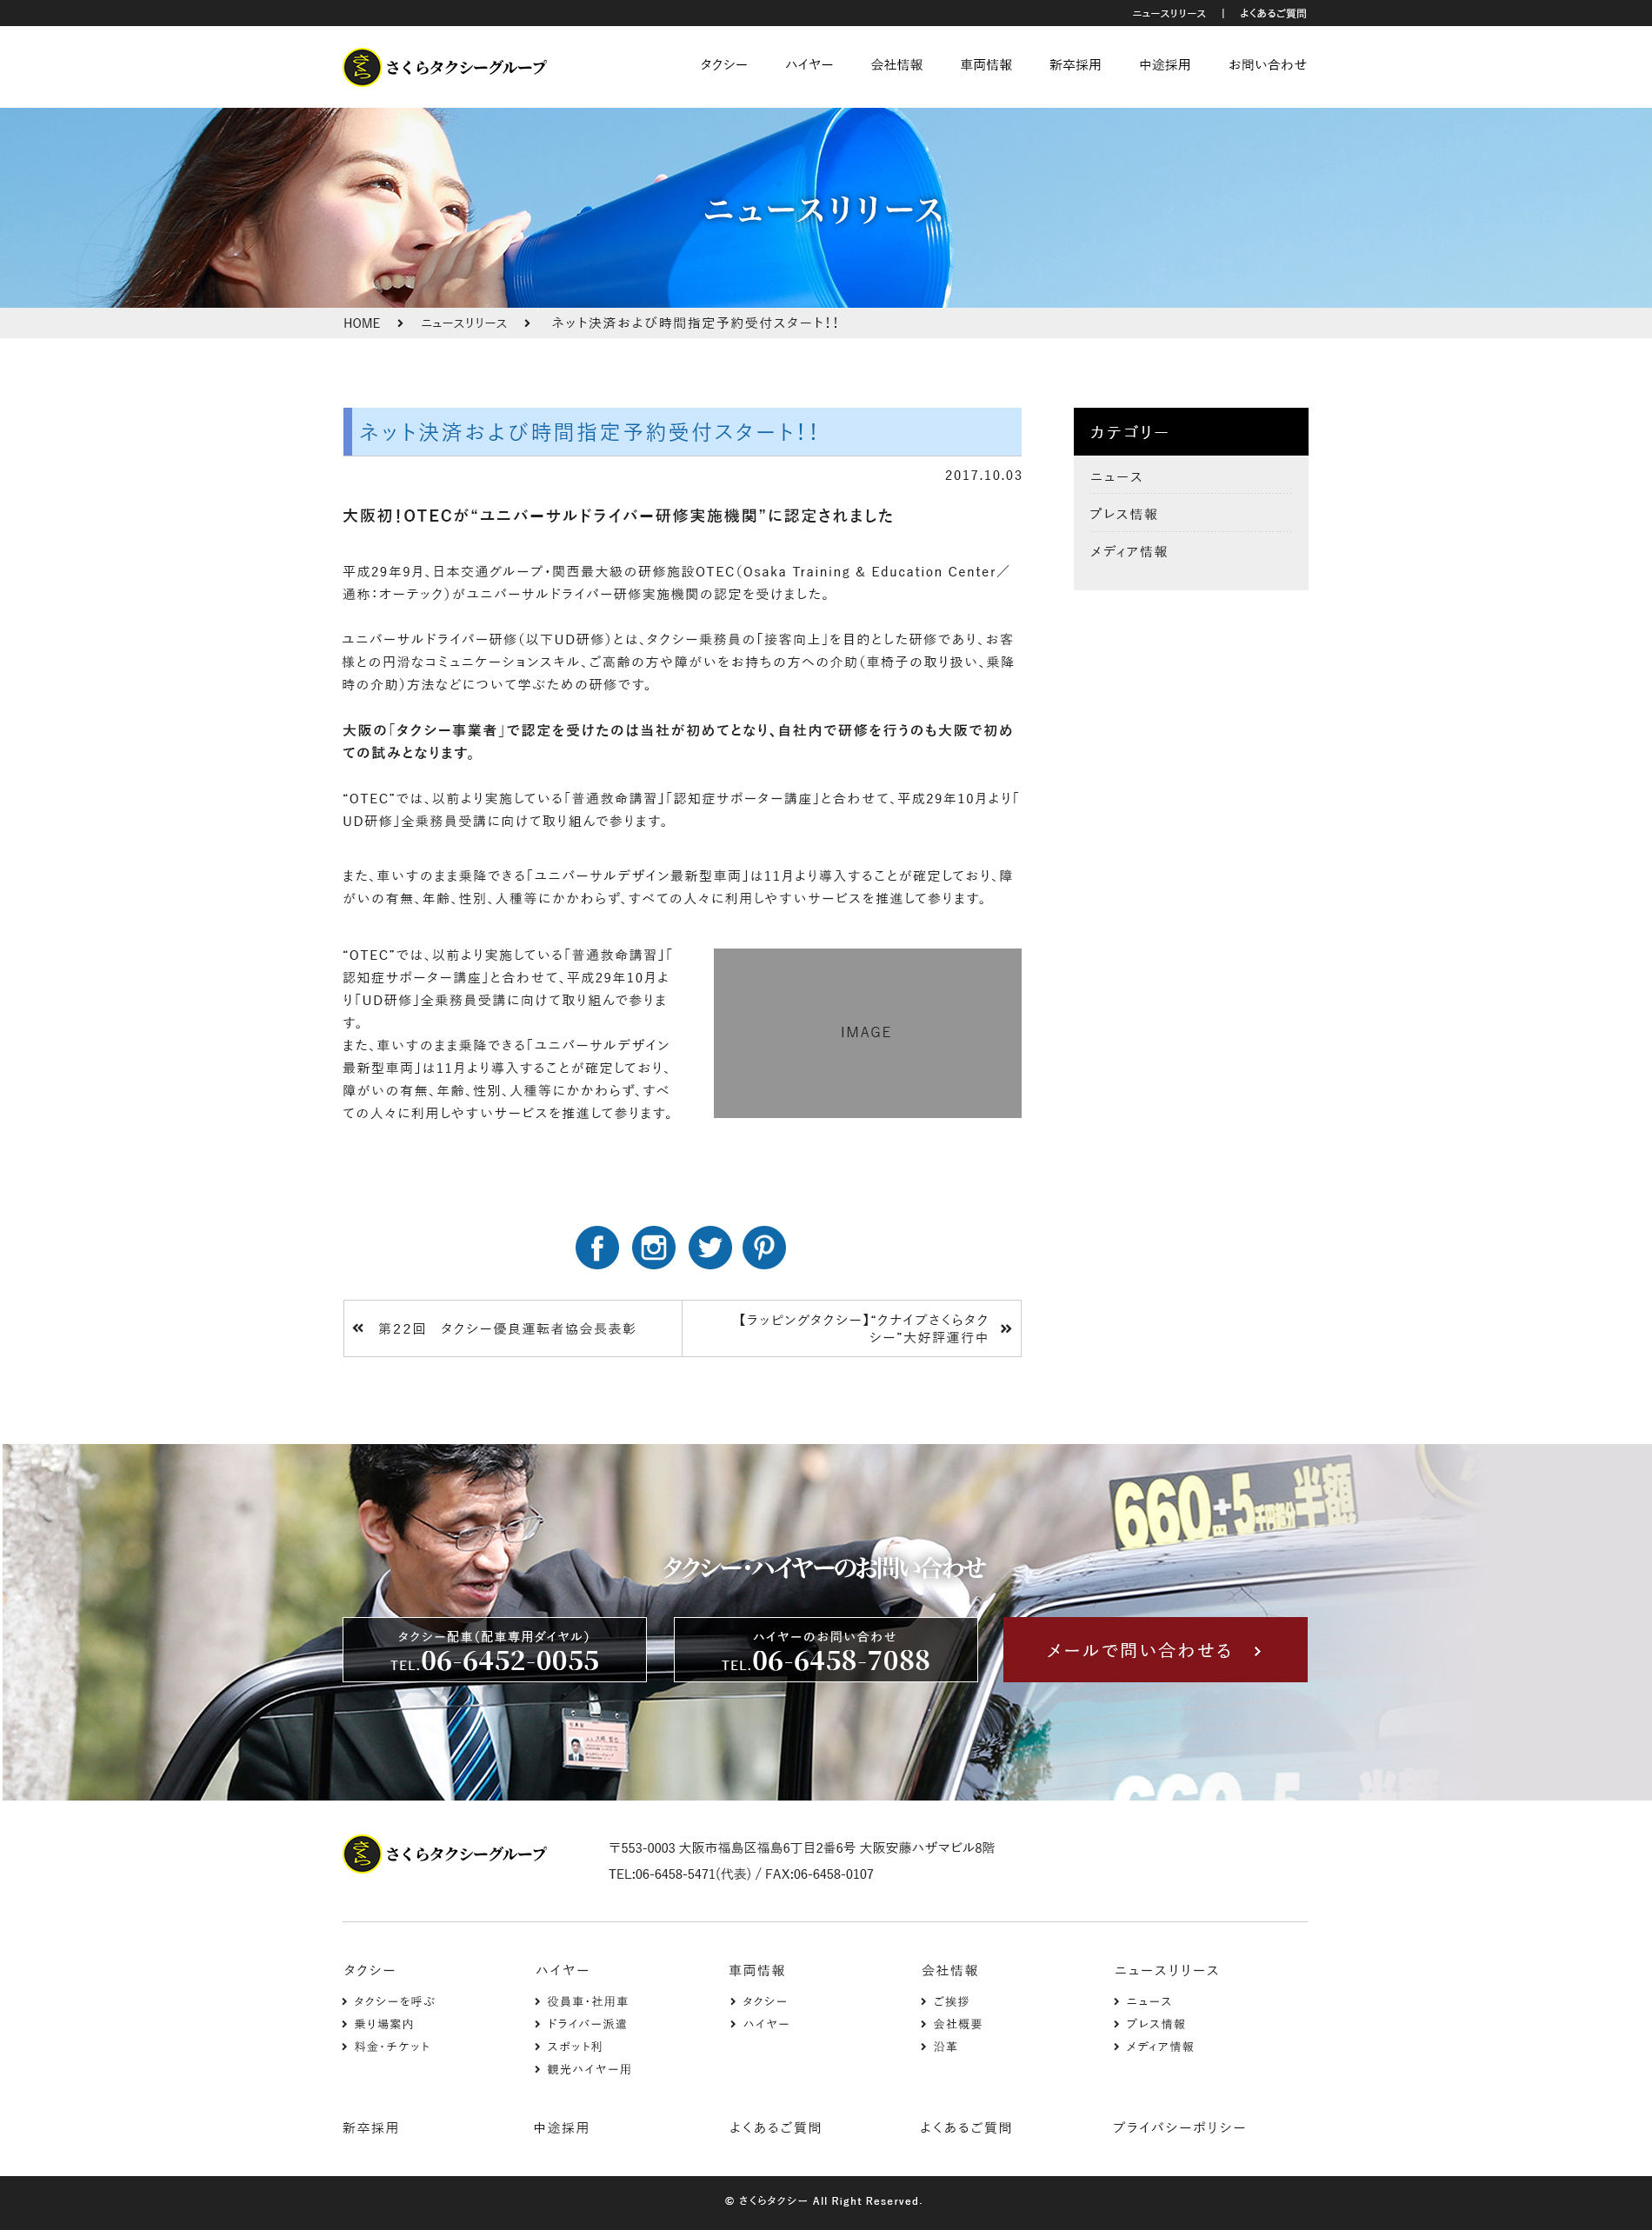 ニュースリリース | よくあるご質問
さくら さくらタクシーグループ
タクシー ハイヤー 会社情報 車両情報 新卒採用 中途採用 お問い合わせ
ニュースリリース
HOME ニュースリリース ネット決済および時間指定予約受付スタート!!
ネット決済および時間指定予約受付スタート!!
2017.10.03
大阪初!OTECが“ユニバーサルドライバー研修実施機関”に認定されました
平成29年9月、日本交通グループ・関西最大級の研修施設OTEC(Osaka Training & Education Center/
通称:オーテック)がユニバーサルドライバー研修実施機関の認定を受けました。
ユニバーサルドライバー研修(以下UD研修)とは、タクシー乗務員の「接客向上」を目的とした研修であり、お客
様との円滑なコミュニケーションスキル、ご高齢の方や障がいをお持ちの方への介助(車椅子の取り扱い、乗降
時の介助)方法などについて学ぶための研修です。
大阪の「タクシー事業者」で認定を受けたのは当社が初めてとなり、自社内で研修を行うのも大阪で初め
ての試みとなります。
“OTEC”では、以前より実施している「普通救命講習」「認知症サポーター講座」と合わせて、平成29年10月より「
UD研修」全乗務員受講に向けて取り組んで参ります。
また、車いすのまま乗降できる「ユニバーサルデザイン最新型車両」は11月より導入することが確定しており、障
がいの有無、年齢、性別、人種等にかかわらず、すべての人々に利用しやすいサービスを推進して参ります。
“OTEC”では、以前より実施している「普通救命講習」「
認知症サポーター講座」と合わせて、平成29年10月よ
り「UD研修」全乗務員受講に向けて取り組んで参りま
す。
また、車いすのまま乗降できる「ユニバーサルデザイン
最新型車両」は11月より導入することが確定しており、
障がいの有無、年齢、性別、人種等にかかわらず、すべ
ての人々に利用しやすいサービスを推進して参ります。
IMAGE
カテゴリー
ニュース
プレス情報
メディア情報
第22回 タクシー優良運転者協会長表彰
【ラッピングタクシー】“クナイプさくらタク
シー”大好評運行中
660円+5千円超分半額
タクシー・ハイヤーのお問い合わせ
タクシー配車(配車専用ダイヤル)
TEL.06-6452-0055
ハイヤーのお問い合わせ
TEL.06-6458-7088
メールで問い合わせる
さくら さくらタクシーグループ
〒553-0003 大阪市福島区福島6丁目2番6号 大阪安藤ハザマビル8階
TEL:06-6458-5471(代表) / FAX:06-6458-0107
タクシー ハイヤー 車両情報 会社情報 ニュースリリース
タクシーを呼ぶ 役員車・社用車 タクシー ご挨拶 ニュース
乗り場案内 ドライバー派遣 ハイヤー 会社概要 プレス情報
料金・チケット スポット利 沿革 メディア情報
観光ハイヤー用
新卒採用 中途採用 よくあるご質問 よくあるご質問 プライバシーポリシー
© さくらタクシー All Right Reserved.